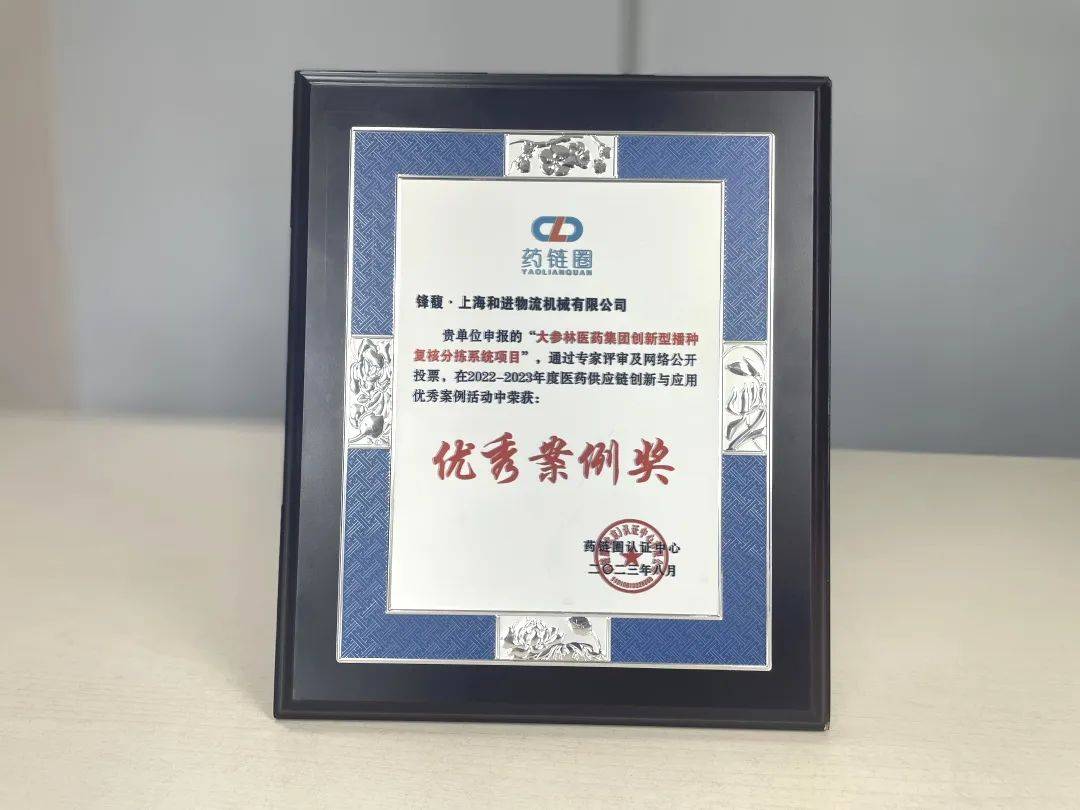 药链圈
YAOLIANQUAN
锋馥·上海和进物流机械有限公司
贵单位申报的“大参林医药集团创新型播种
复核分拣系统项目”,通过专家评审及网络公开
投票,在2022-2023年度医药供应链创新与应用
优秀案例活动中荣获:
优秀案例奖
药链圈认证中心
二〇二三年八月